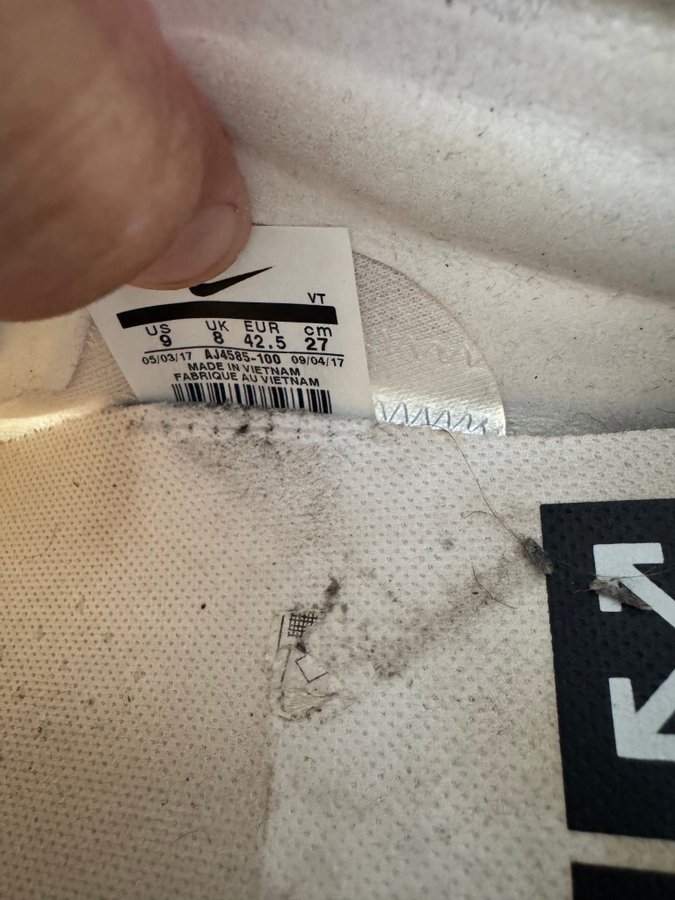 VT
US UK EUR cm
9 8 42.5 27
05/03/17 AJ4585-100 09/04/17
MADE IN VIETNAM
FABRIQUE AU VIETNAM